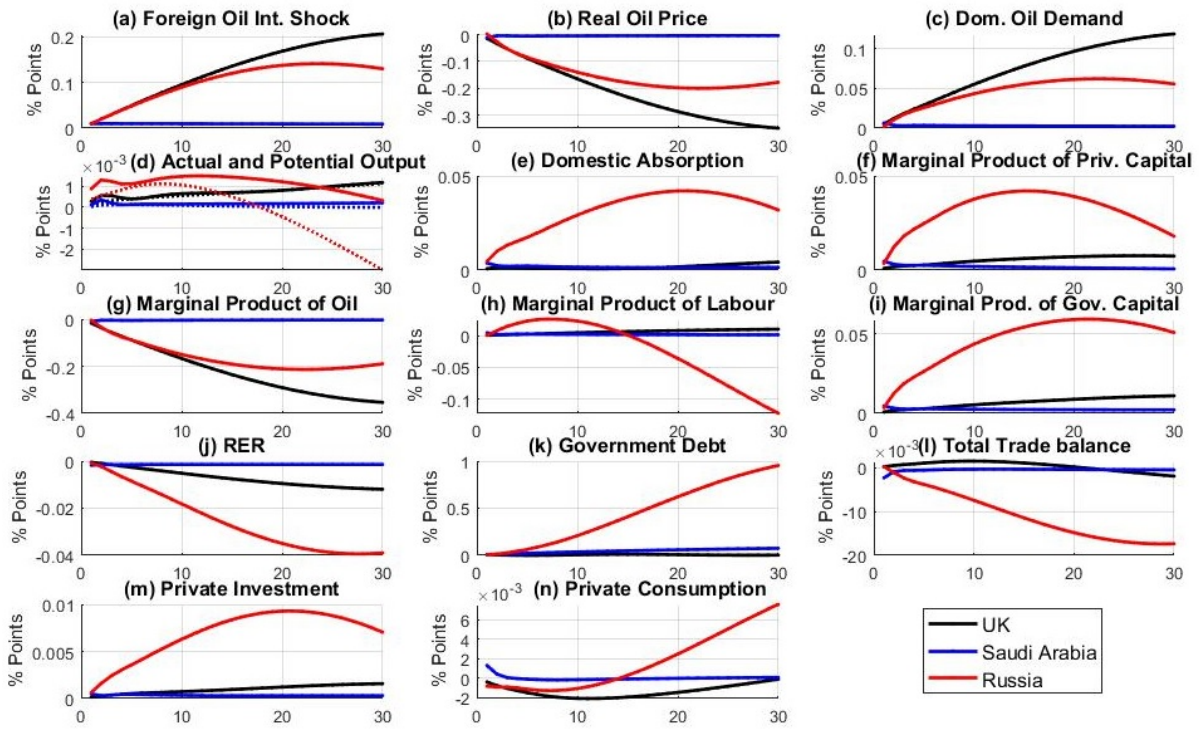 (a) Foreign Oil Int. Shock
% Points
0.2
0.1
0
0 10 20 30
(b) Real Oil Price
% Points
0
-0.1
-0.2
-0.3
0 10 20 30
(c) Dom. Oil Demand
% Points
0.1
0.05
0
0 10 20 30
×10⁻³
(d) Actual and Potential Output
% Points
1
0
-1
-2
0 10 20 30
(e) Domestic Absorption
% Points
0.05
0
0 10 20 30
(f) Marginal Product of Priv. Capital
% Points
0.05
0
0 10 20 30
(g) Marginal Product of Oil
% Points
0
-0.2
-0.4
0 10 20 30
(h) Marginal Product of Labour
% Points
0
-0.05
-0.1
0 10 20 30
(i) Marginal Prod. of Gov. Capital
% Points
0.05
0
0 10 20 30
(j) RER
% Points
0
-0.02
-0.04
0 10 20 30
(k) Government Debt
% Points
1
0.5
0
0 10 20 30
×10⁻³
(l) Total Trade balance
% Points
0
-10
-20
0 10 20 30
(m) Private Investment
% Points
0.01
0.005
0
0 10 20 30
×10⁻³
(n) Private Consumption
% Points
6
4
2
0
-2
0 10 20 30
UK
Saudi Arabia
Russia